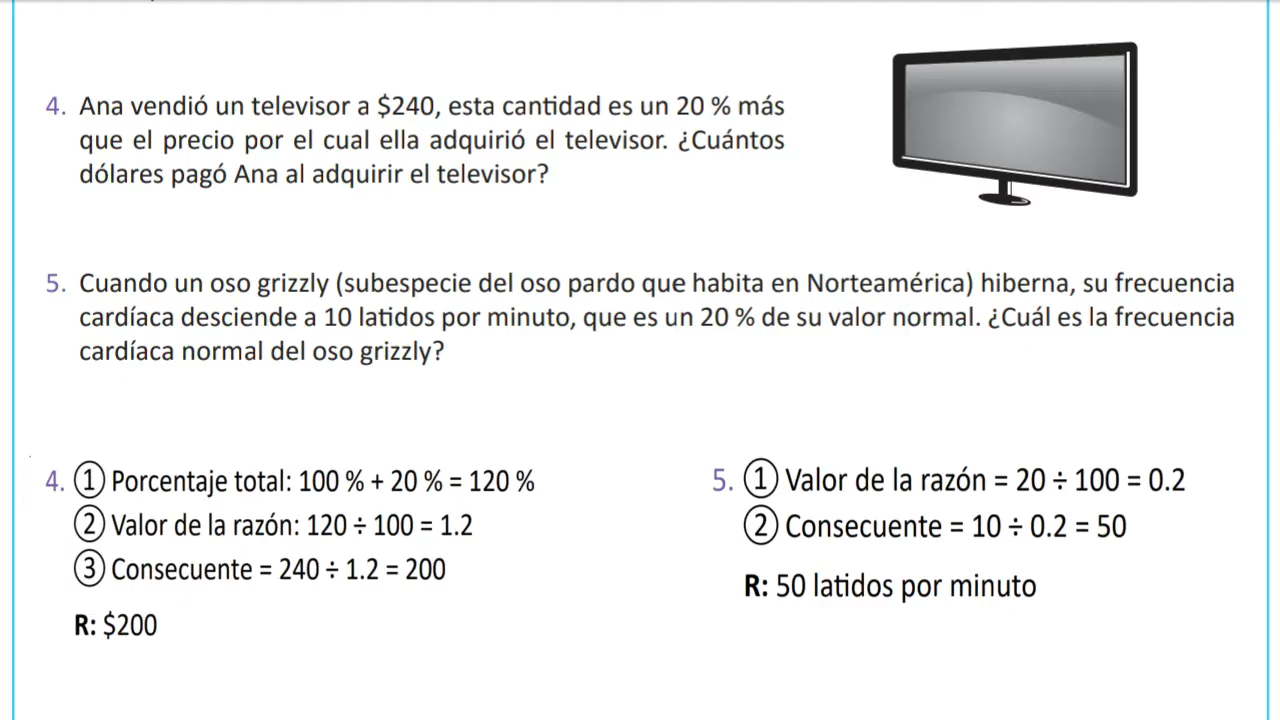 4. Ana vendió un televisor a $240, esta cantidad es un 20 % más
que el precio por el cual ella adquirió el televisor. ¿Cuántos
dólares pagó Ana al adquirir el televisor?
5. Cuando un oso grizzly (subespecie del oso pardo que habita en Norteamérica) hiberna, su frecuencia
cardíaca desciende a 10 latidos por minuto, que es un 20 % de su valor normal. ¿Cuál es la frecuencia
cardíaca normal del oso grizzly?
4. ① Porcentaje total: 100 % + 20 % = 120 %
② Valor de la razón: 120 ÷ 100 = 1.2
③ Consecuente = 240 ÷ 1.2 = 200
R: $200
5. ① Valor de la razón = 20 ÷ 100 = 0.2
② Consecuente = 10 ÷ 0.2 = 50
R: 50 latidos por minuto